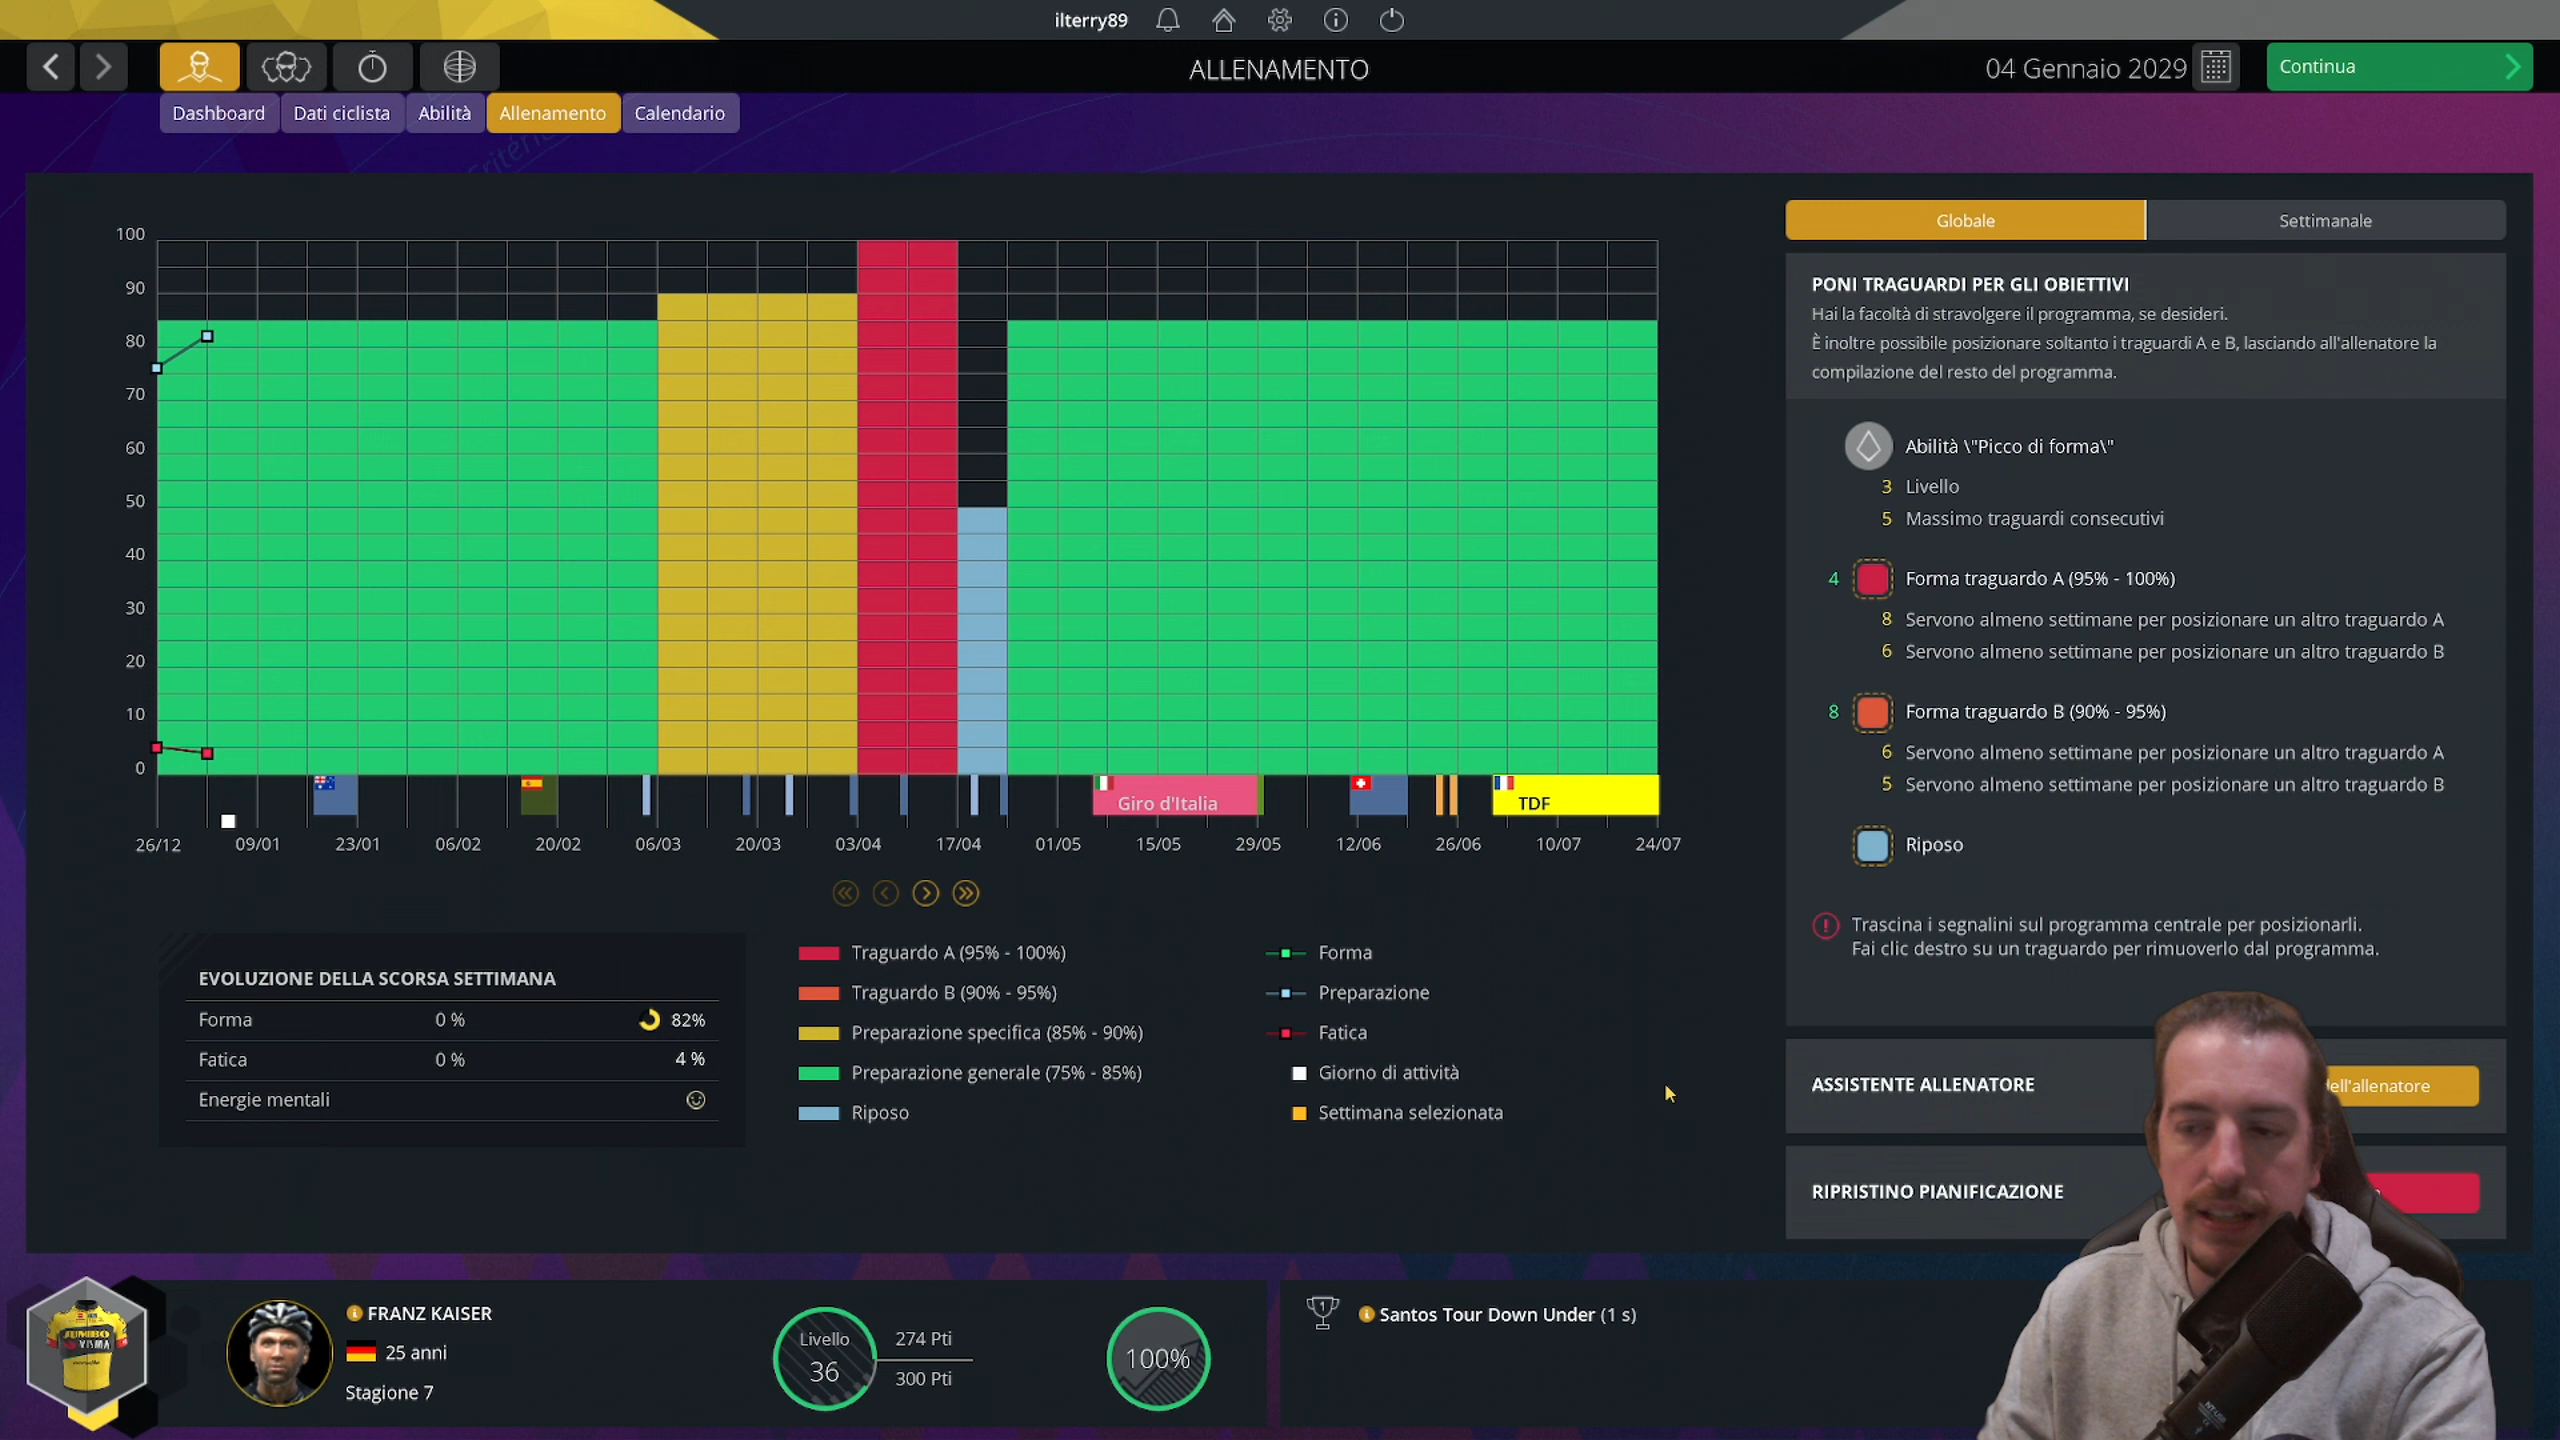 ilterry89
ALLENAMENTO
04 Gennaio 2029
Continua
Dashboard
Dati ciclista
Abilità
Allenamento
Calendario
100
90
80
70
60
50
40
30
20
10
0
Giro d'Italia
TDF
26/12
09/01
23/01
06/02
20/02
06/03
20/03
03/04
17/04
01/05
15/05
29/05
12/06
26/06
10/07
24/07
EVOLUZIONE DELLA SCORSA SETTIMANA
Forma 0 % 82%
Fatica 0 % 4 %
Energie mentali
Traguardo A (95% - 100%)
Traguardo B (90% - 95%)
Preparazione specifica (85% - 90%)
Preparazione generale (75% - 85%)
Riposo
Forma
Preparazione
Fatica
Giorno di attività
Settimana selezionata
Globale
Settimanale
PONI TRAGUARDI PER GLI OBIETTIVI
Hai la facoltà di stravolgere il programma, se desideri.
È inoltre possibile posizionare soltanto i traguardi A e B, lasciando all'allenatore la
compilazione del resto del programma.
Abilità \"Picco di forma\"
3 Livello
5 Massimo traguardi consecutivi
4 Forma traguardo A (95% - 100%)
8 Servono almeno settimane per posizionare un altro traguardo A
6 Servono almeno settimane per posizionare un altro traguardo B
8 Forma traguardo B (90% - 95%)
6 Servono almeno settimane per posizionare un altro traguardo A
5 Servono almeno settimane per posizionare un altro traguardo B
Riposo
Trascina i segnalini sul programma centrale per posizionarli.
Fai clic destro su un traguardo per rimuoverlo dal programma.
ASSISTENTE ALLENATORE
ell'allenatore
RIPRISTINO PIANIFICAZIONE
JUMBO
VISMA
FRANZ KAISER
25 anni
Stagione 7
Livello
36
274 Pti
300 Pti
100%
1
Santos Tour Down Under (1 s)